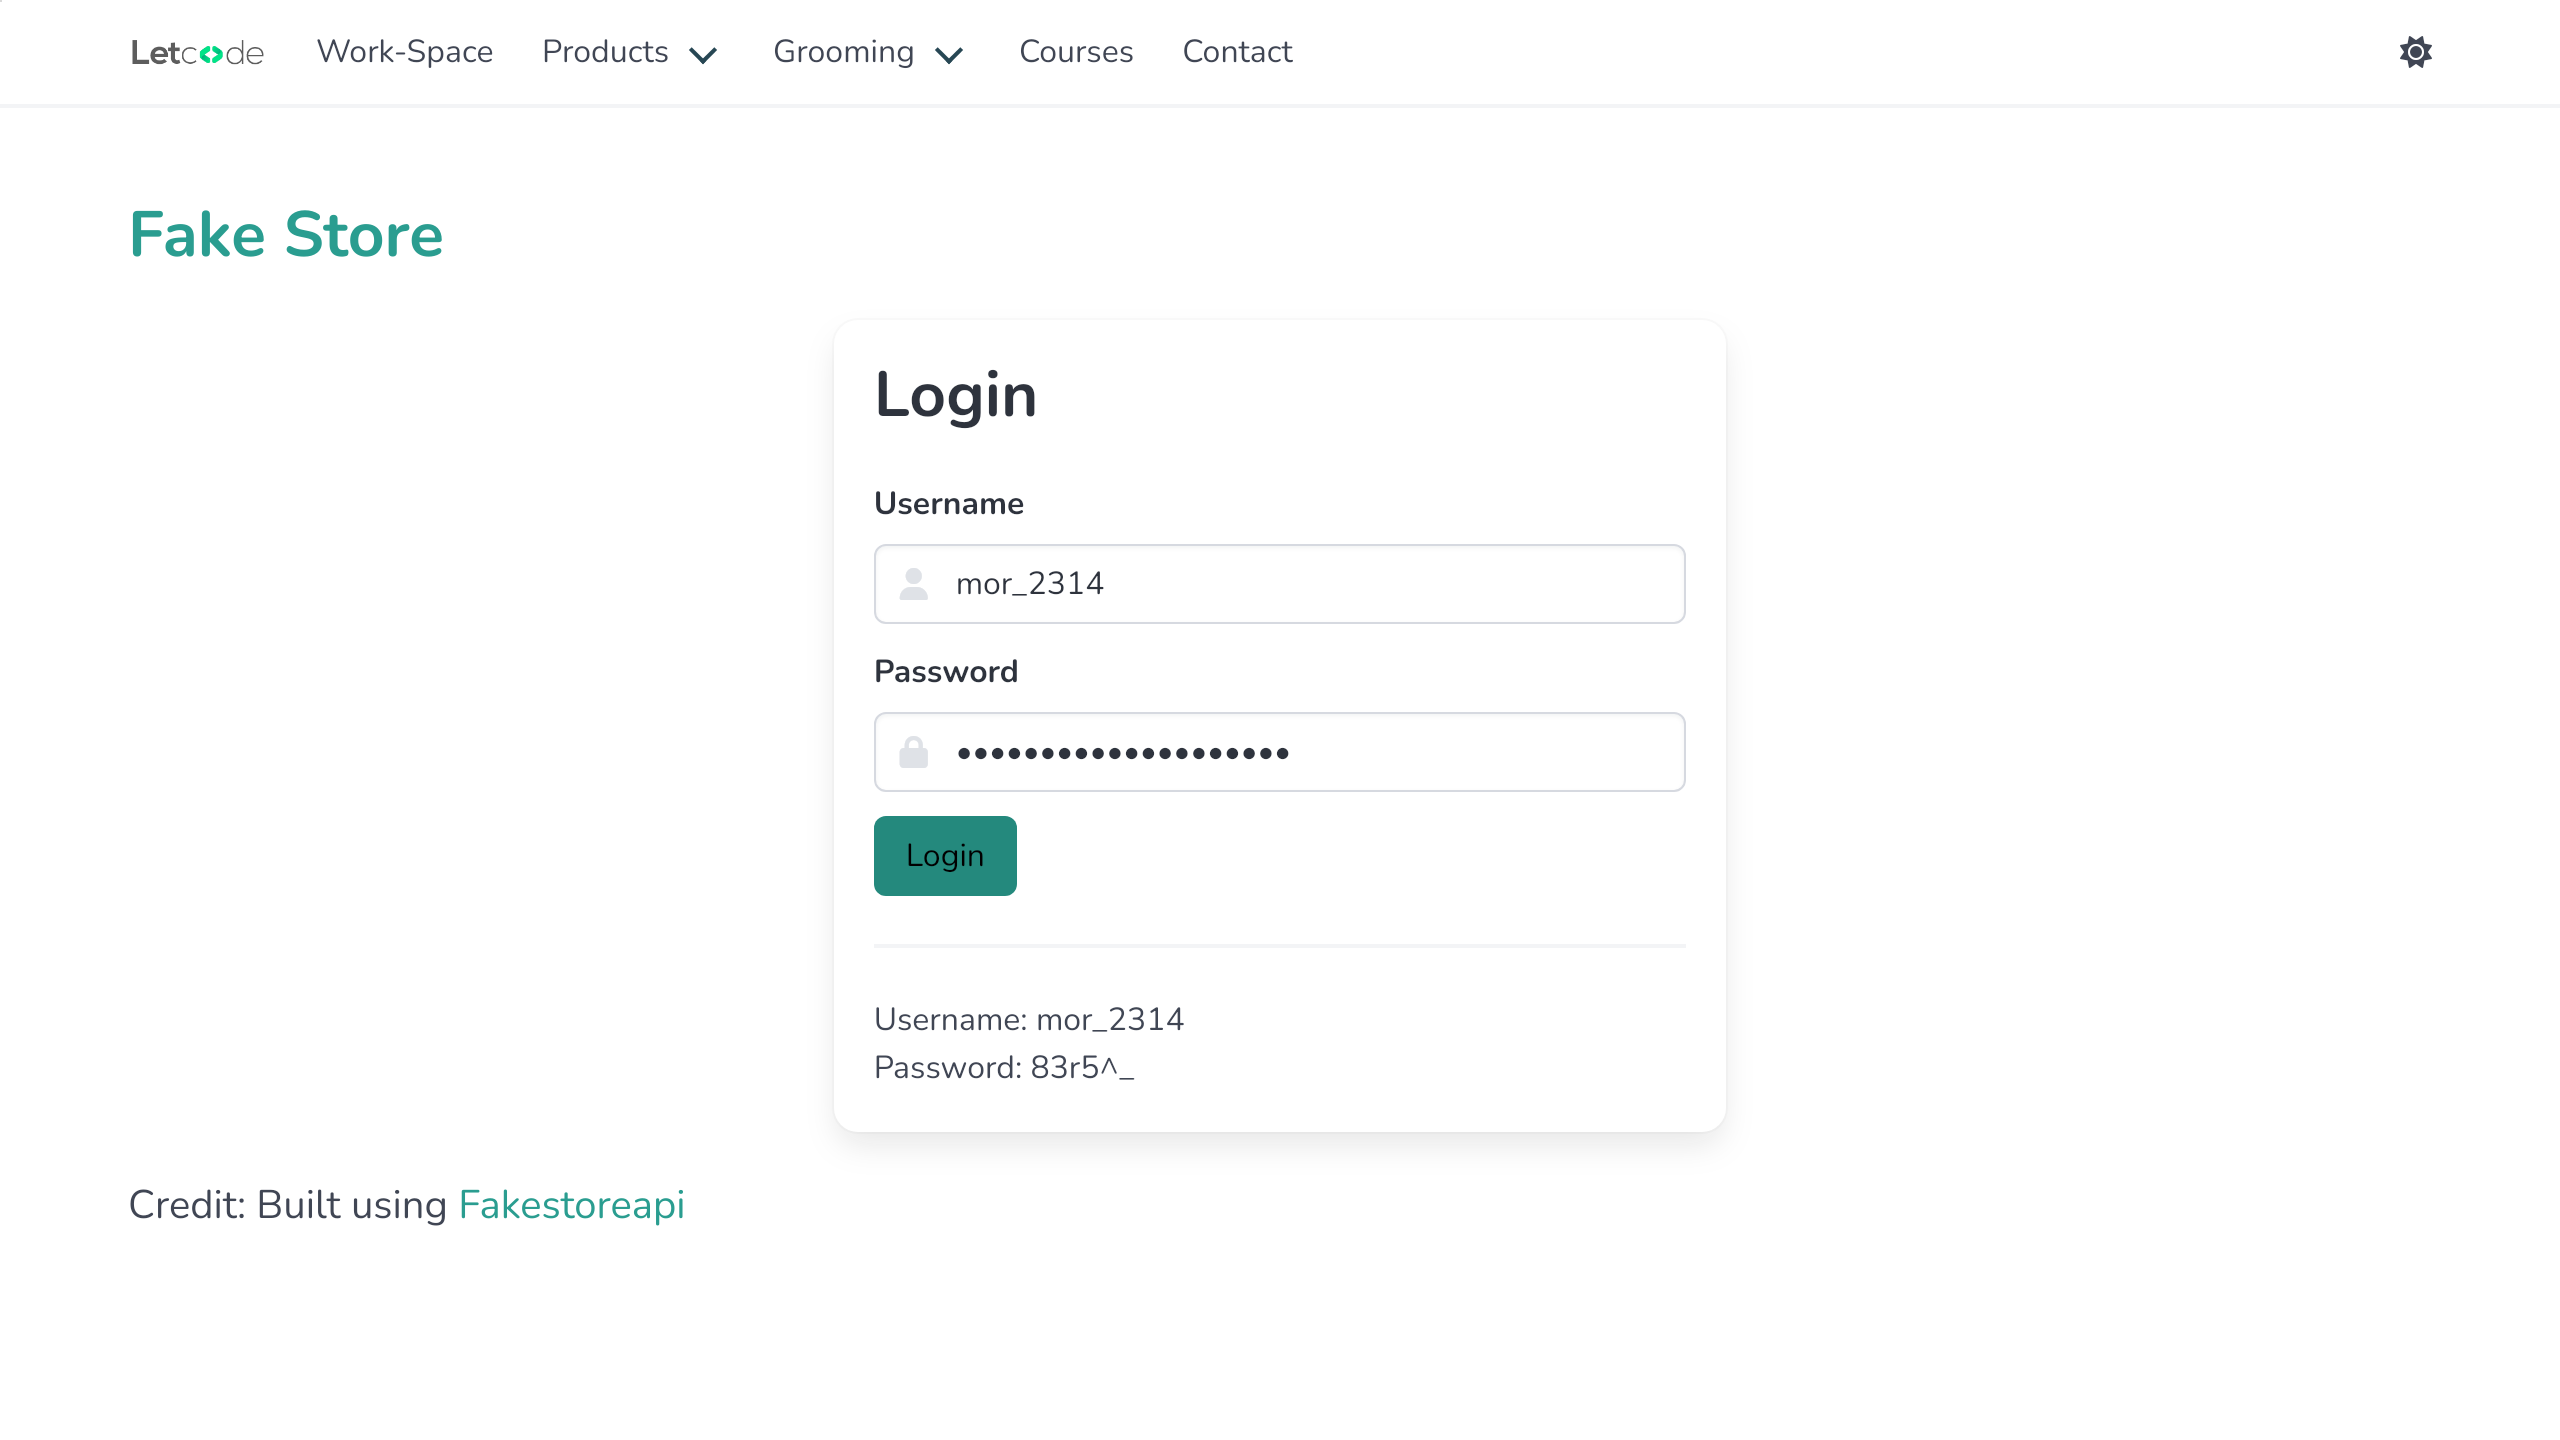 Letcode Work-Space Products Grooming Courses Contact
Fake Store
Login
Username
mor_2314
Password
••••••••••••••••••••
Login
Username: mor_2314
Password: 83r5^_
Credit: Built using Fakestoreapi